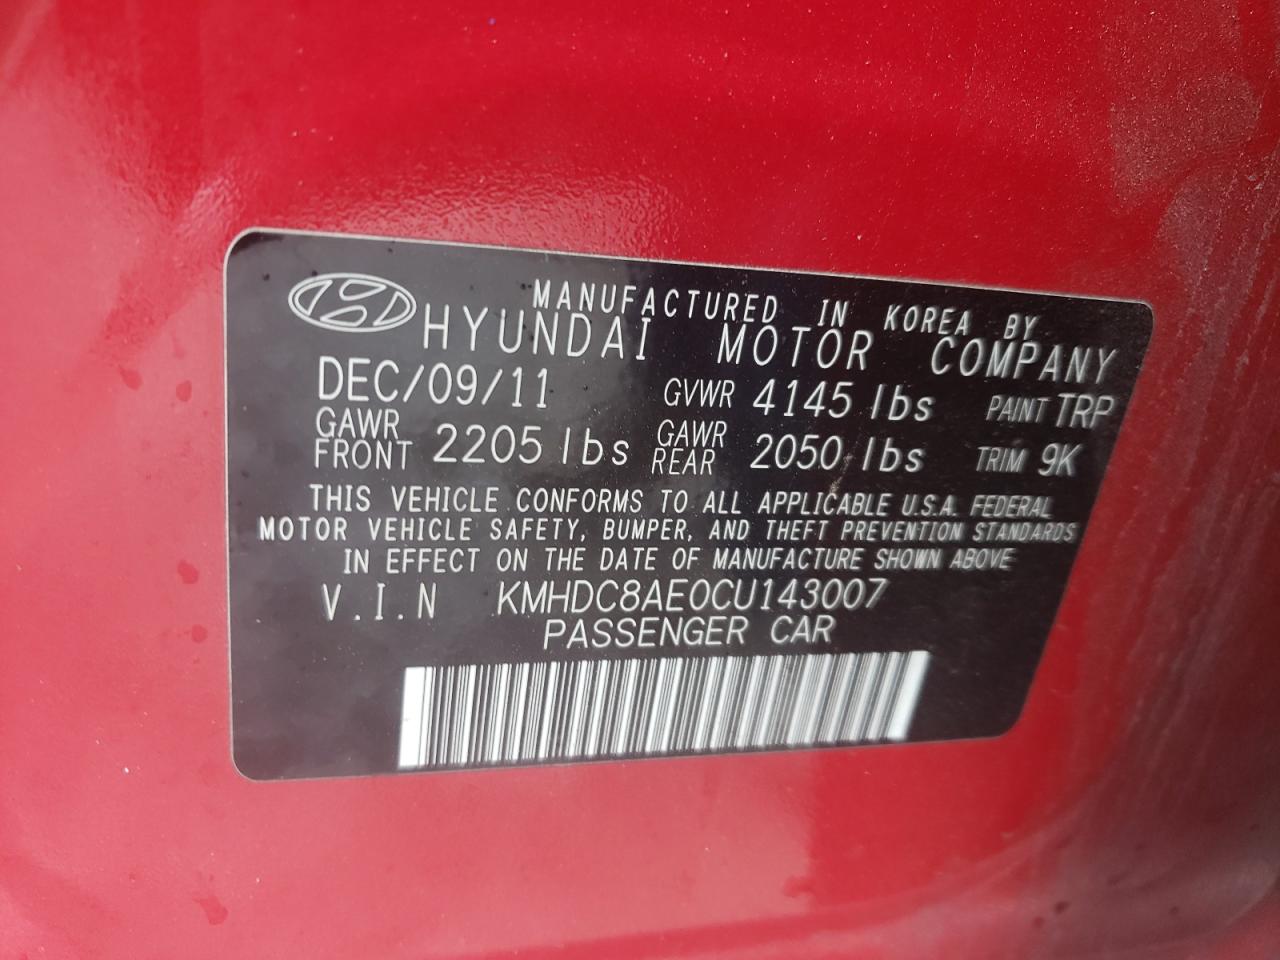 MANUFACTURED IN KOREA BY
HYUNDAI MOTOR COMPANY
DEC/09/11 GVWR 4145 lbs PAINT TRP
GAWR FRONT 2205 lbs GAWR REAR 2050 lbs TRIM 9K
THIS VEHICLE CONFORMS TO ALL APPLICABLE U.S.A. FEDERAL
MOTOR VEHICLE SAFETY, BUMPER, AND THEFT PREVENTION STANDARDS
IN EFFECT ON THE DATE OF MANUFACTURE SHOWN ABOVE
V.I.N KMHDC8AE0CU143007
PASSENGER CAR